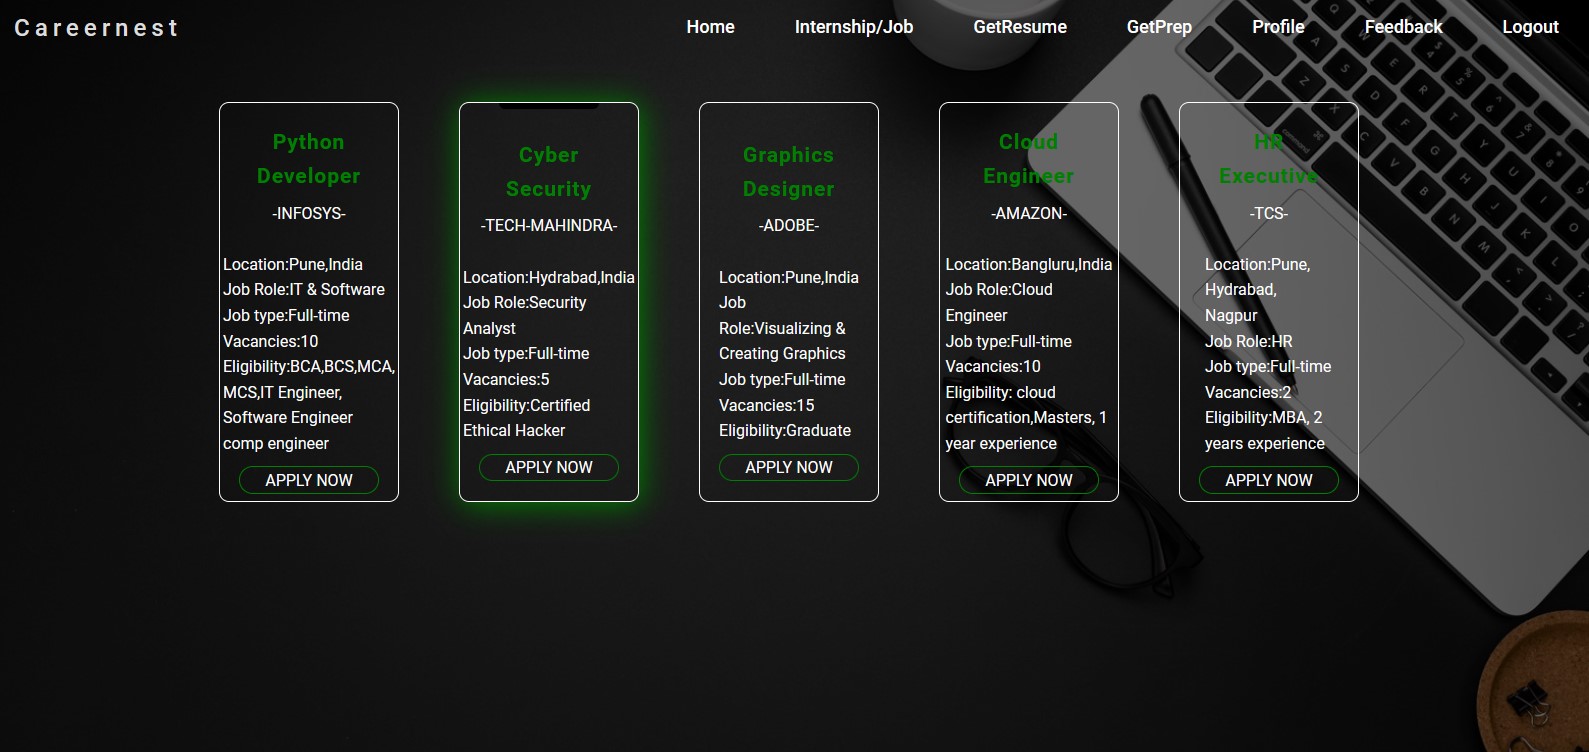 Careernest
Home Internship/Job GetResume GetPrep Profile Feedback Logout
Python
Developer
-INFOSYS-
Location:Pune,India
Job Role:IT & Software
Job type:Full-time
Vacancies:10
Eligibility:BCA,BCS,MCA,
MCS,IT Engineer,
Software Engineer
comp engineer
APPLY NOW
Cyber
Security
-TECH-MAHINDRA-
Location:Hydrabad,India
Job Role:Security
Analyst
Job type:Full-time
Vacancies:5
Eligibility:Certified
Ethical Hacker
APPLY NOW
Graphics
Designer
-ADOBE-
Location:Pune,India
Job
Role:Visualizing &
Creating Graphics
Job type:Full-time
Vacancies:15
Eligibility:Graduate
APPLY NOW
Cloud
Engineer
-AMAZON-
Location:Bangluru,India
Job Role:Cloud
Engineer
Job type:Full-time
Vacancies:10
Eligibility: cloud
certification,Masters, 1
year experience
APPLY NOW
HR
Executive
-TCS-
Location:Pune,
Hydrabad,
Nagpur
Job Role:HR
Job type:Full-time
Vacancies:2
Eligibility:MBA, 2
years experience
APPLY NOW